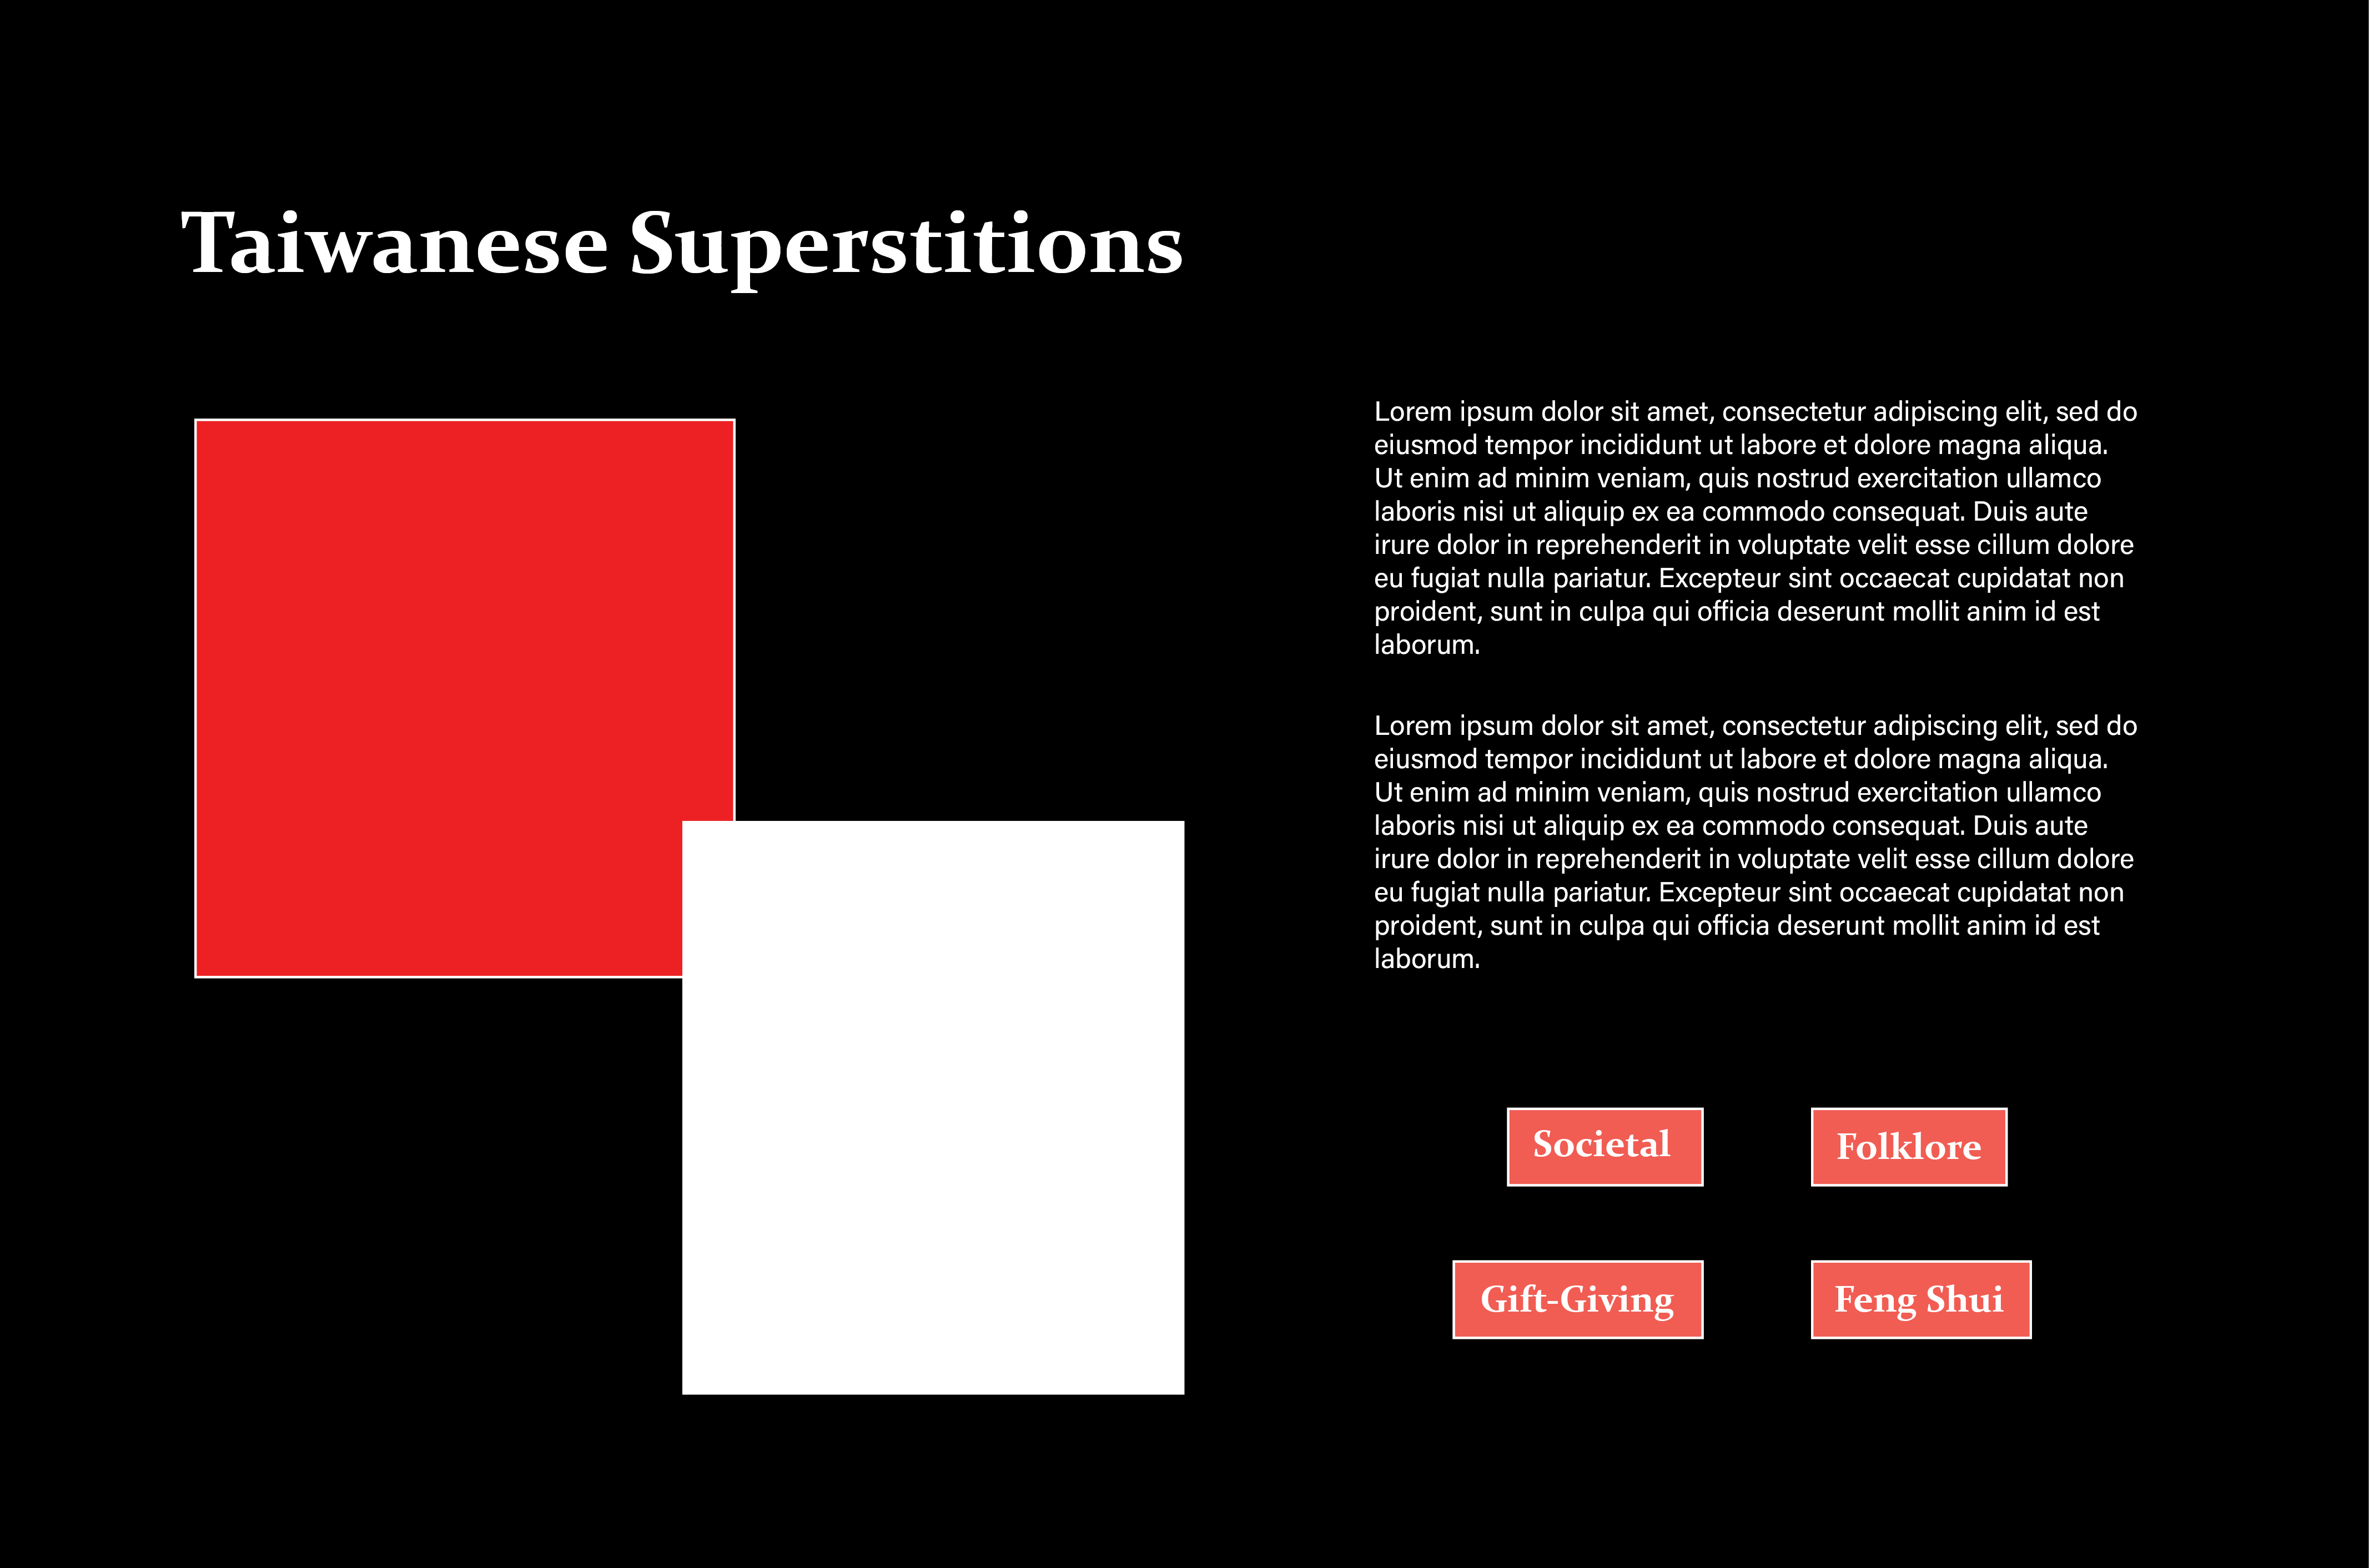 Taiwanese Superstitions
Lorem ipsum dolor sit amet, consectetur adipiscing elit, sed do
eiusmod tempor incididunt ut labore et dolore magna aliqua.
Ut enim ad minim veniam, quis nostrud exercitation ullamco
laboris nisi ut aliquip ex ea commodo consequat. Duis aute
irure dolor in reprehenderit in voluptate velit esse cillum dolore
eu fugiat nulla pariatur. Excepteur sint occaecat cupidatat non
proident, sunt in culpa qui officia deserunt mollit anim id est
laborum.
Lorem ipsum dolor sit amet, consectetur adipiscing elit, sed do
eiusmod tempor incididunt ut labore et dolore magna aliqua.
Ut enim ad minim veniam, quis nostrud exercitation ullamco
laboris nisi ut aliquip ex ea commodo consequat. Duis aute
irure dolor in reprehenderit in voluptate velit esse cillum dolore
eu fugiat nulla pariatur. Excepteur sint occaecat cupidatat non
proident, sunt in culpa qui officia deserunt mollit anim id est
laborum.
Societal
Folklore
Gift-Giving
Feng Shui